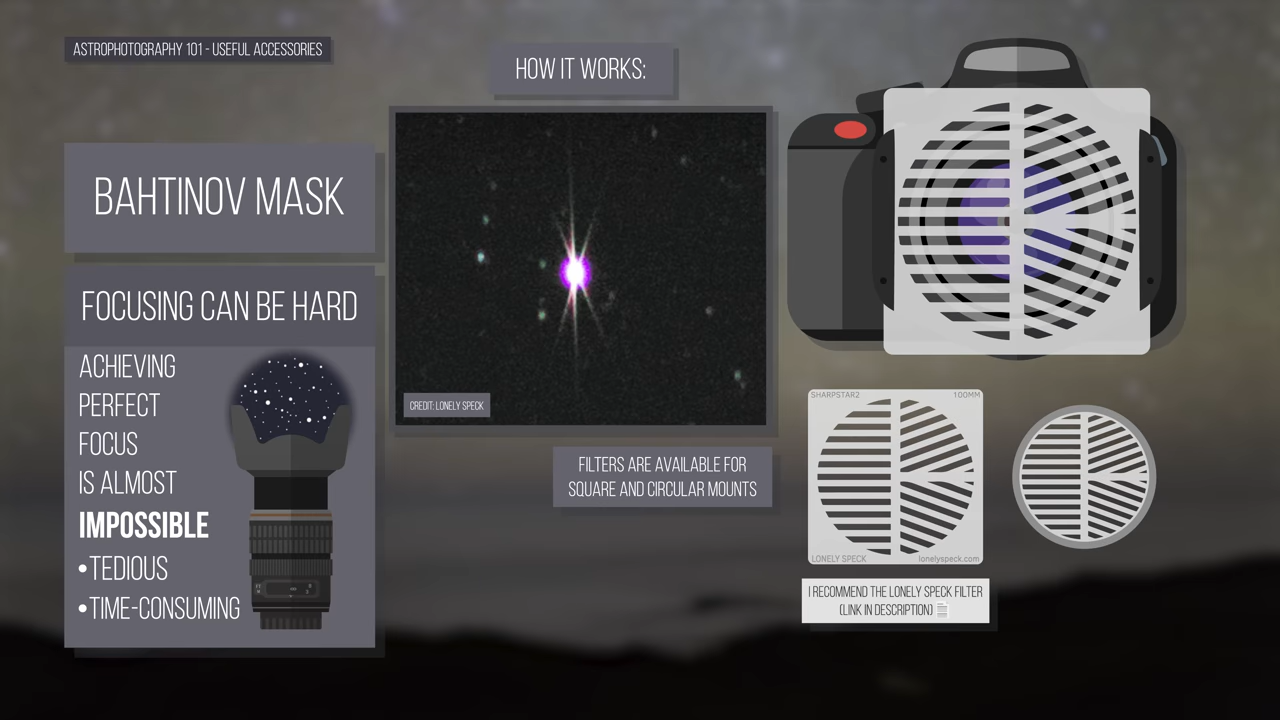 ASTROPHOTOGRAPHY 101 - USEFUL ACCESSORIES
BAHTINOV MASK
FOCUSING CAN BE HARD
ACHIEVING
PERFECT
FOCUS
IS ALMOST
IMPOSSIBLE
•TEDIOUS
•TIME-CONSUMING
HOW IT WORKS:
CREDIT: LONELY SPECK
FILTERS ARE AVAILABLE FOR
SQUARE AND CIRCULAR MOUNTS
SHARPSTAR2
100MM
LONELY SPECK
lonelyspeck.com
I RECOMMEND THE LONELY SPECK FILTER
(LINK IN DESCRIPTION)